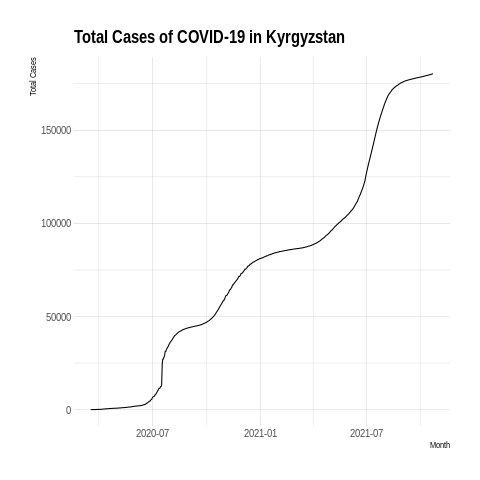 Total Cases of COVID-19 in Kyrgyzstan
Total Cases
150000
100000
50000
0
2020-07 2021-01 2021-07
Month